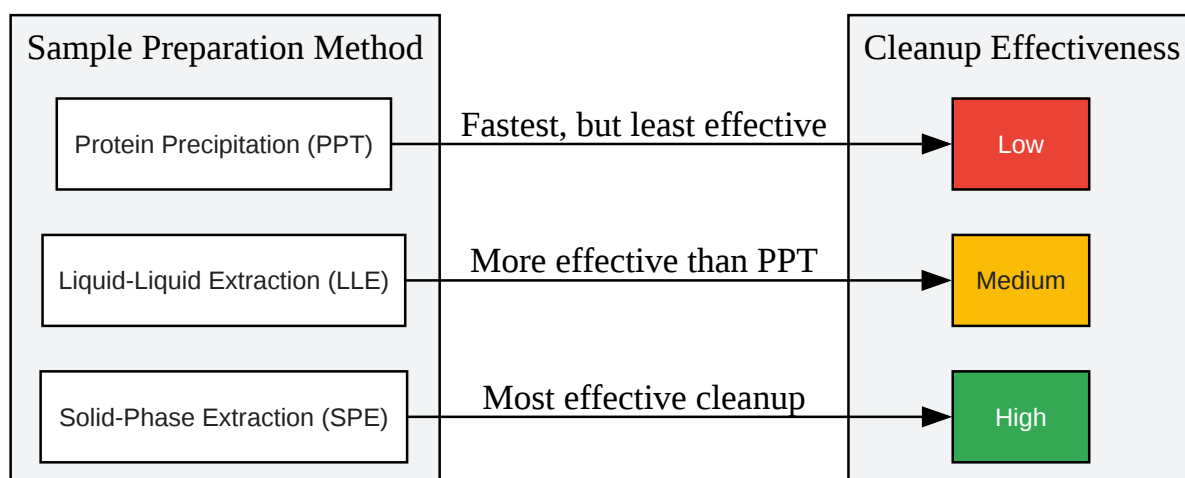 Sample Preparation Method
Cleanup Effectiveness
Protein Precipitation (PPT)
Fastest, but least effective
Low
Liquid-Liquid Extraction (LLE)
More effective than PPT
Medium
Solid-Phase Extraction (SPE)
Most effective cleanup
High